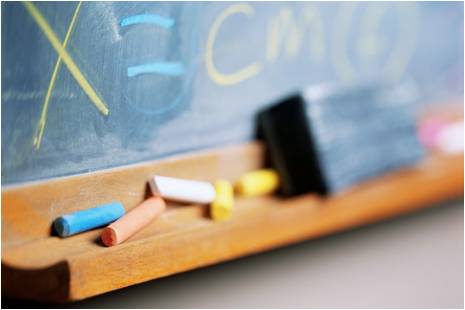 X = Cm(t)